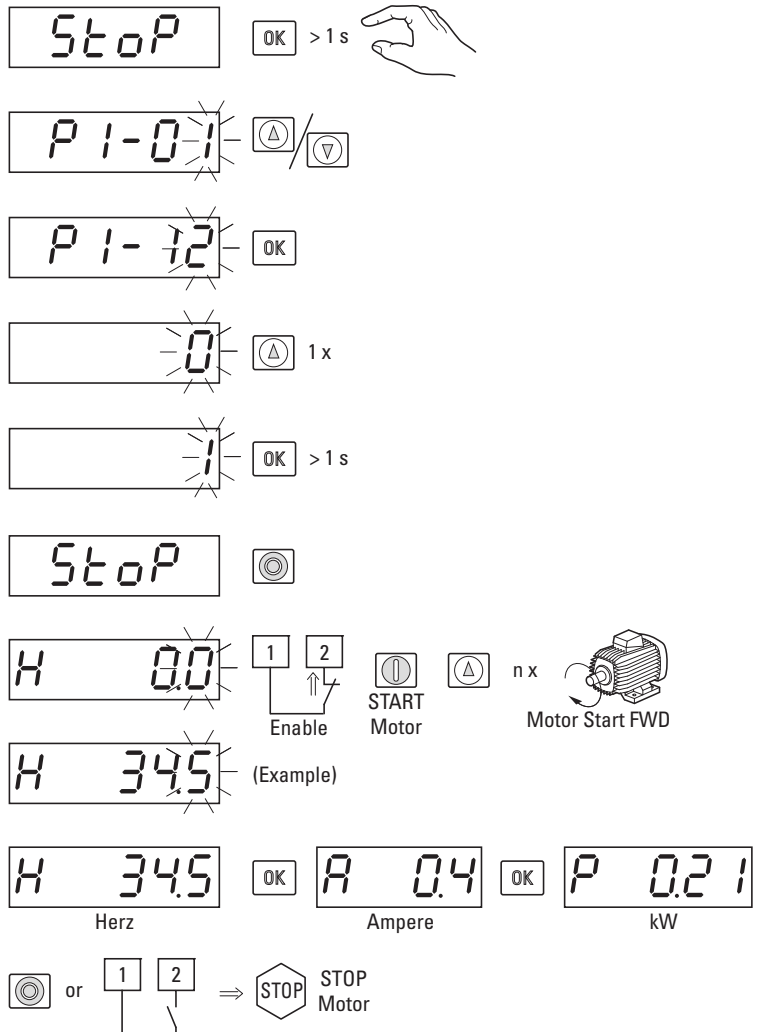 StoP OK > 1 s
P1-01
P1-12 OK
0 1 x
1 OK > 1 s
StoP
H 0.0 1 2 n x
START
Enable Motor Motor Start FWD
H 34.5 (Example)
H 34.5 OK A 0.4 OK P 0.21
Herz Ampere kW
or 1 2 ⇒ STOP STOP
Motor